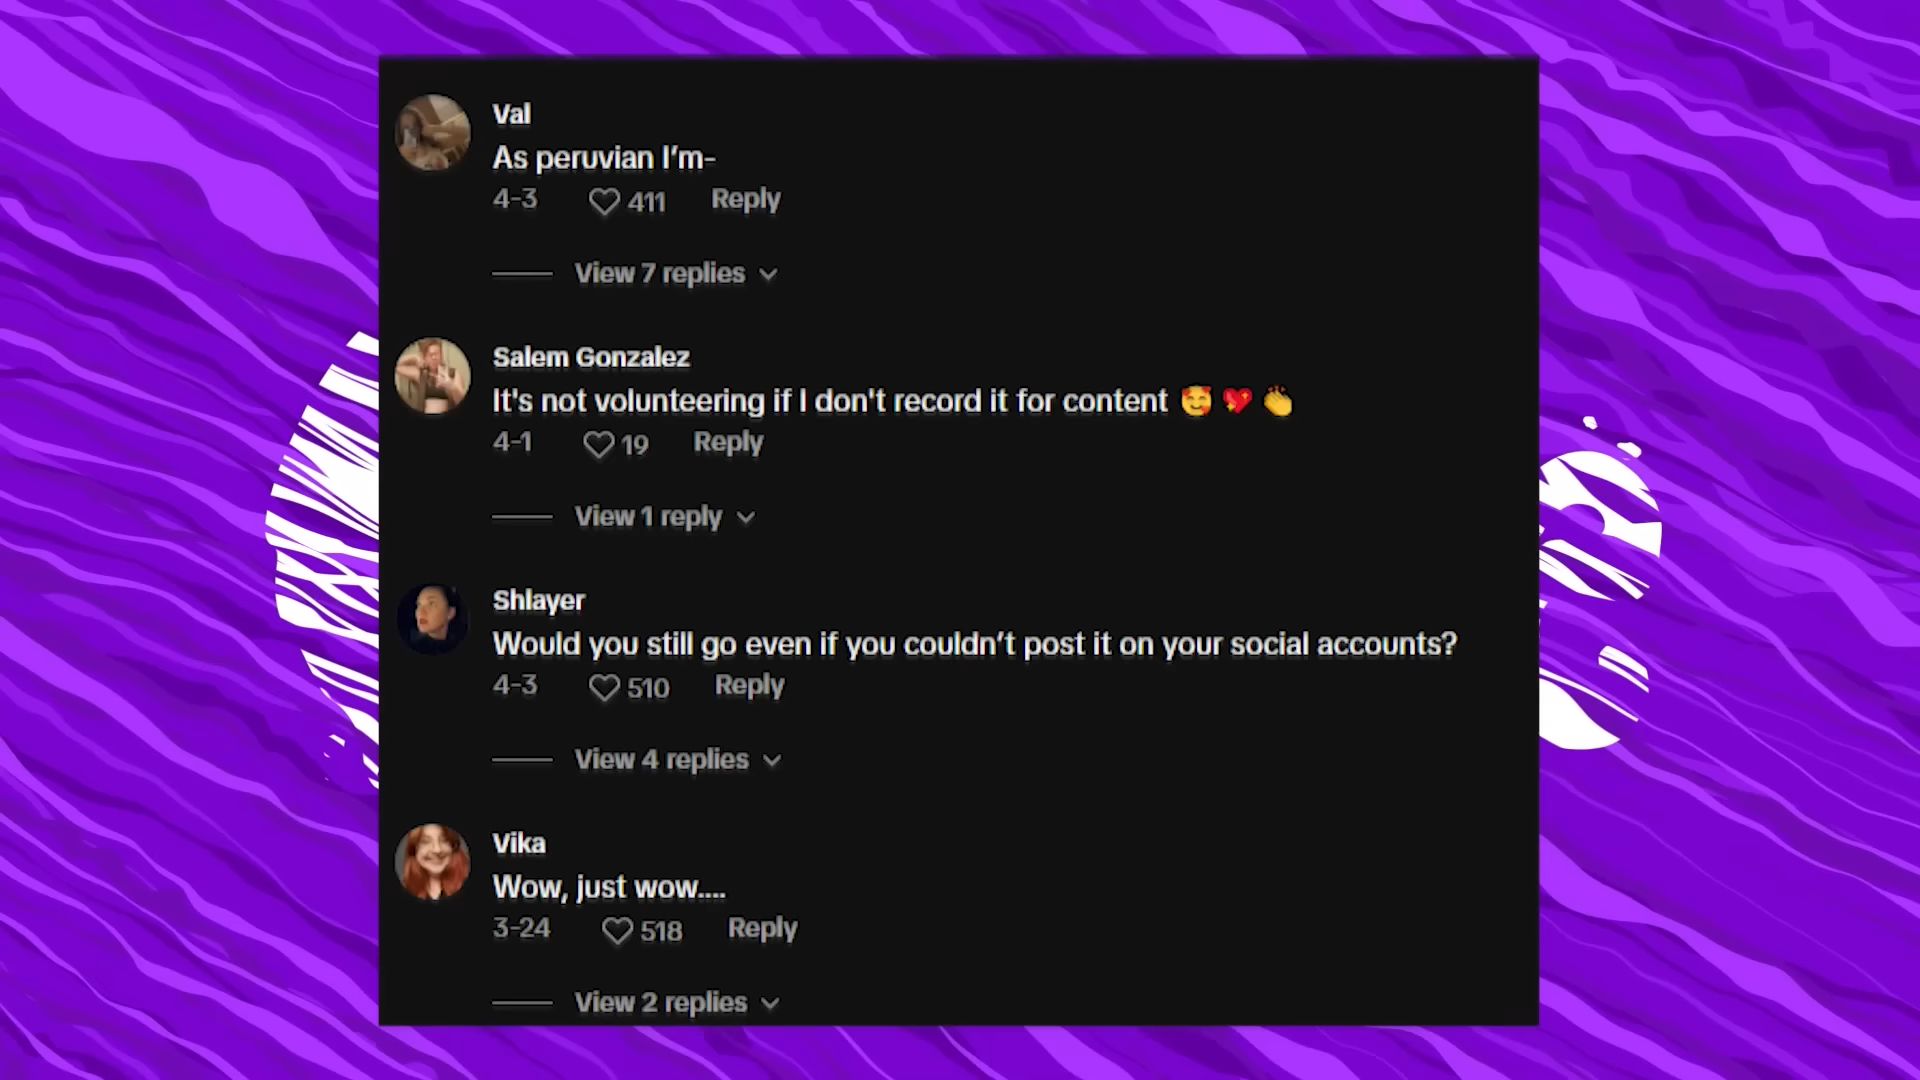 Val
As peruvian I'm-
4-3 411 Reply
View 7 replies
Salem Gonzalez
It's not volunteering if I don't record it for content 🥰 💖 👏
4-1 19 Reply
View 1 reply
Shlayer
Would you still go even if you couldn't post it on your social accounts?
4-3 510 Reply
View 4 replies
Vika
Wow, just wow....
3-24 518 Reply
View 2 replies